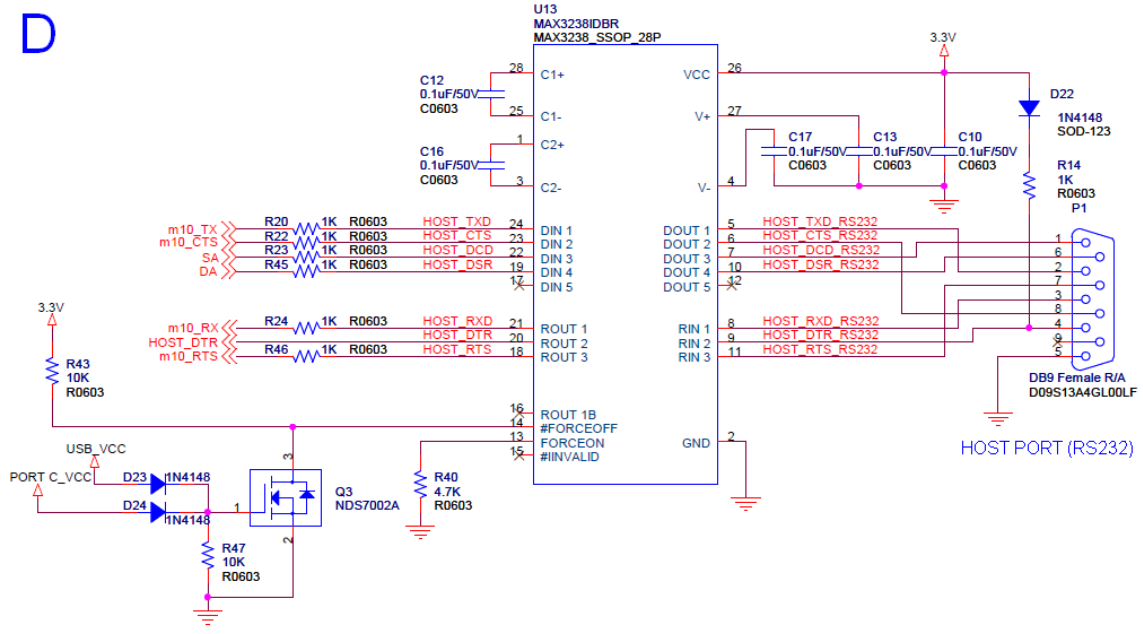 D
U13
MAX3238IDBR
MAX3238_SSOP_28P
3.3V
C12
0.1uF/50V
C0603
28 C1+
25 C1-
C16
0.1uF/50V
C0603
1 C2+
3 C2-
VCC 26
V+ 27
V- 4
C17
0.1uF/50V
C0603
C13
0.1uF/50V
C0603
C10
0.1uF/50V
C0603
D22
1N4148
SOD-123
R14
1K
R0603
P1
m10_TX R20 1K R0603 HOST_TXD 24 DIN 1
m10_CTS R22 1K R0603 HOST_CTS 23 DIN 2
SA R23 1K R0603 HOST_DCD 22 DIN 3
DA R45 1K R0603 HOST_DSR 19 DIN 4
17 DIN 5
DOUT 1 5 HOST_TXD_RS232
DOUT 2 6 HOST_CTS_RS232
DOUT 3 7 HOST_DCD_RS232
DOUT 4 10 HOST_DSR_RS232
DOUT 5 12
1
6
2
7
3
8
4
9
5
m10_RX R24 1K R0603 HOST_RXD 21 ROUT 1
HOST_DTR HOST_DTR 20 ROUT 2
m10_RTS R46 1K R0603 HOST_RTS 18 ROUT 3
RIN 1 8 HOST_RXD_RS232
RIN 2 9 HOST_DTR_RS232
RIN 3 11 HOST_RTS_RS232
DB9 Female R/A
D09S13A4GL00LF
HOST PORT (RS232)
3.3V
R43
10K
R0603
16 ROUT 1B
14 #FORCEOFF
13 FORCEON
15 #IINVALID
GND 2
USB_VCC
PORT C_VCC
D23 1N4148
D24 1N4148
3
1
2
Q3
NDS7002A
R40
4.7K
R0603
R47
10K
R0603